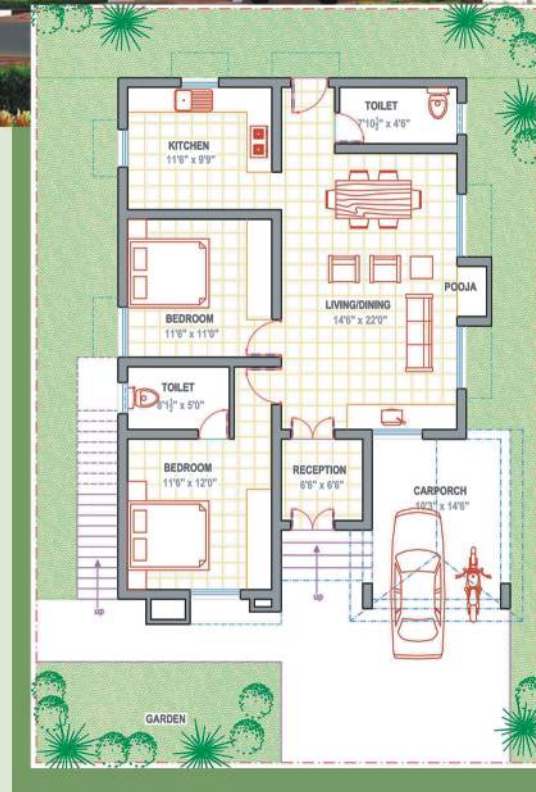 TOILET
7'10½" x 4'6"
KITCHEN
11'6" x 9'9"
POOJA
LIVING/DINING
14'6" x 22'0"
BEDROOM
11'6" x 11'0"
TOILET
8'1½" x 5'0"
BEDROOM
11'6" x 12'0"
RECEPTION
6'6" x 6'6"
CARPORCH
10'3" x 14'6"
up
up
GARDEN